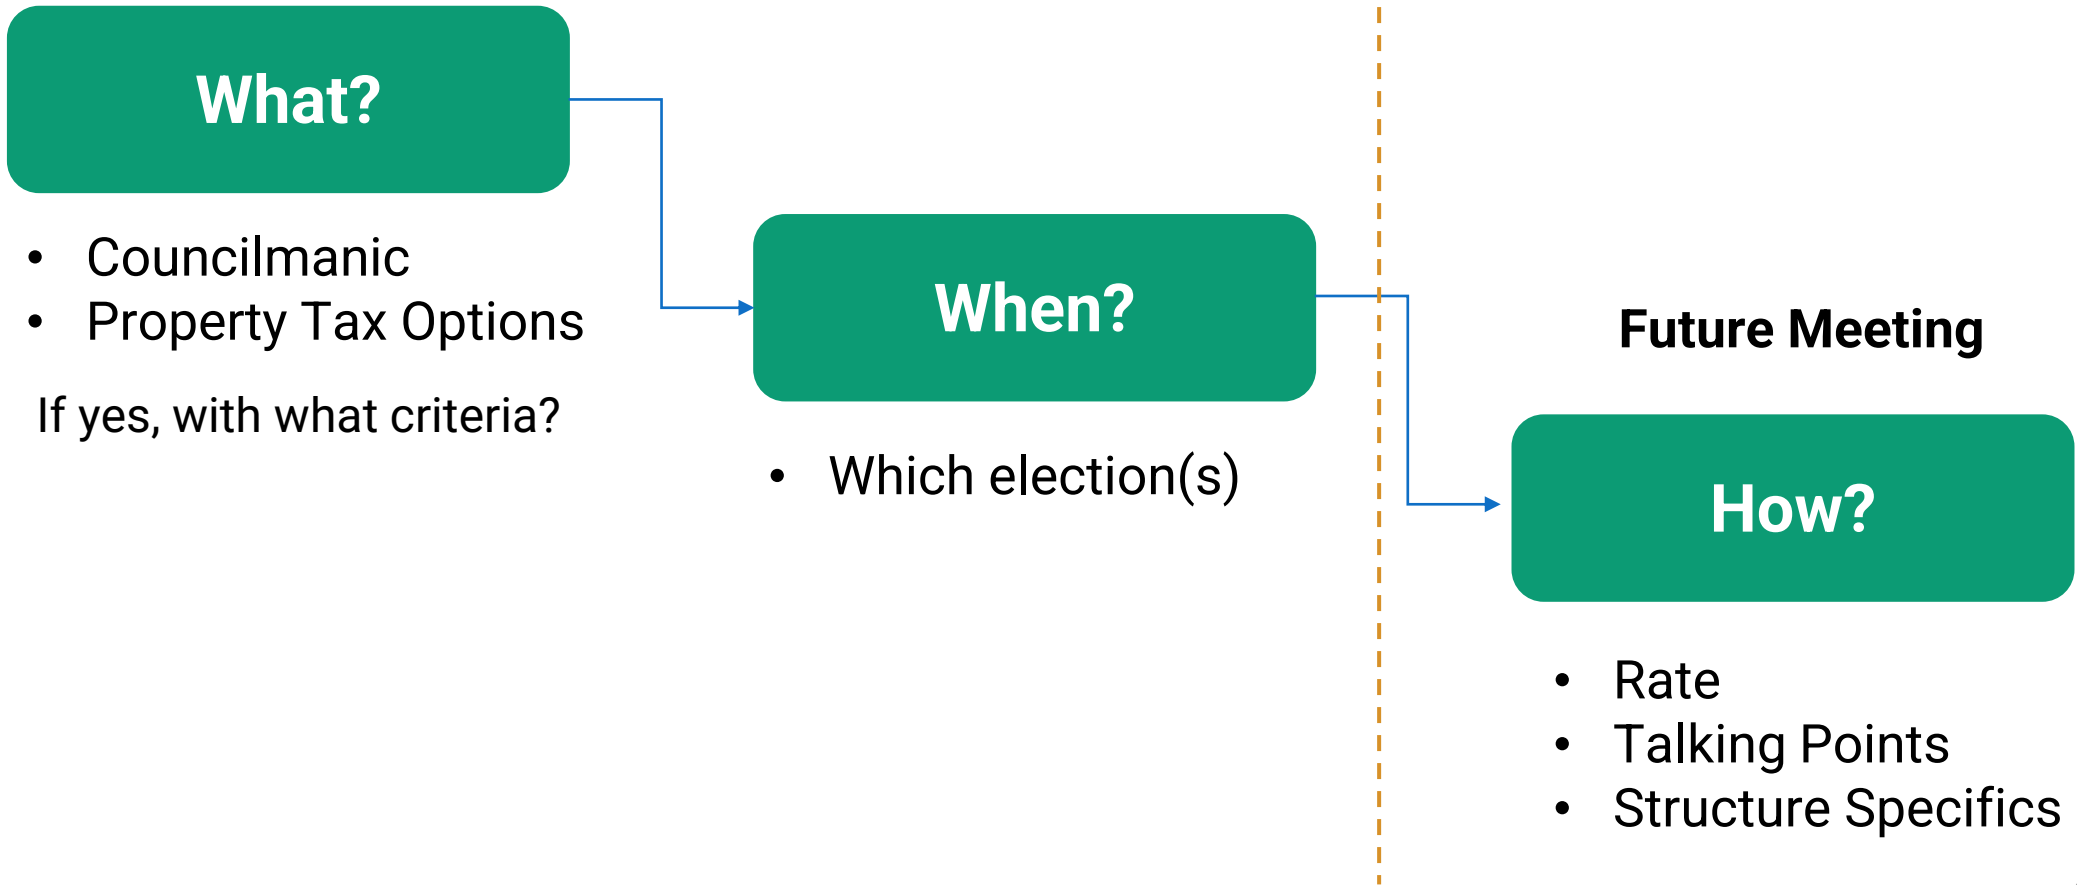 What?
• Councilmanic
• Property Tax Options
If yes, with what criteria?
When?
• Which election(s)
Future Meeting
How?
• Rate
• Talking Points
• Structure Specifics